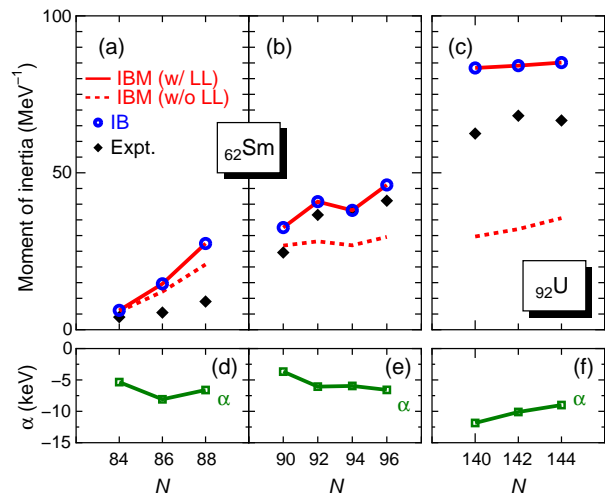 100
50
0
Moment of inertia (MeV⁻¹)
(a)
(b)
(c)
IBM (w/ LL)
IBM (w/o LL)
IB
Expt.
₆₂Sm
₉₂U
0
−5
−10
−15
α (keV)
(d)
(e)
(f)
α
α
α
84 86 88
90 92 94 96
140 142 144
N
N
N